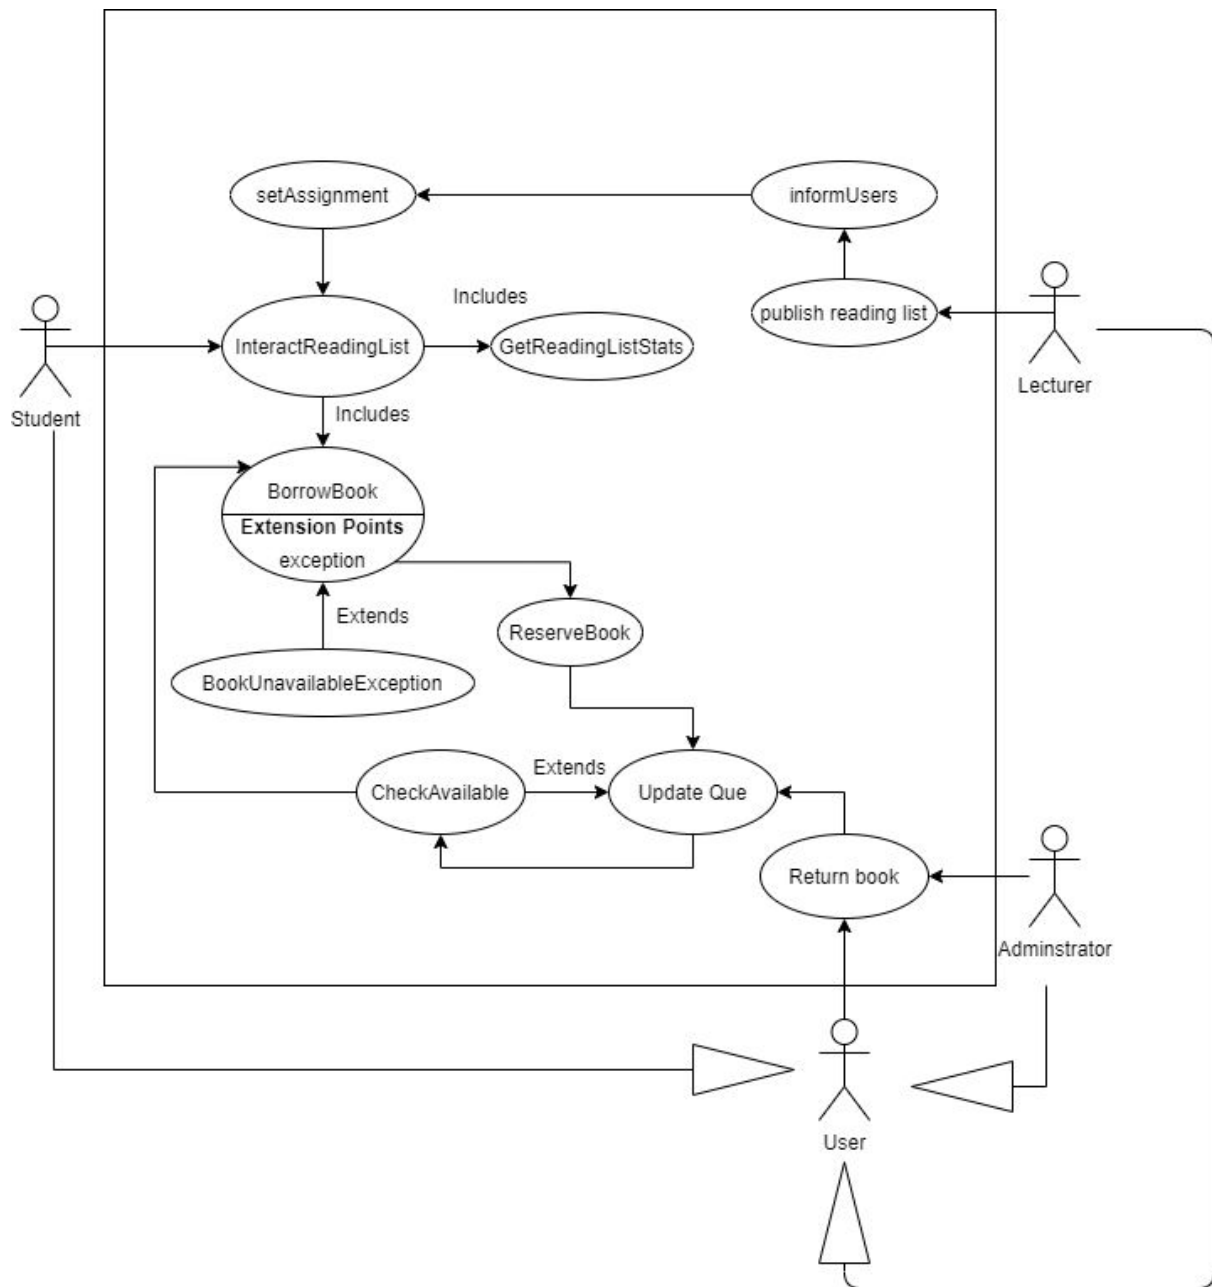 setAssignment
informUsers
Includes
publish reading list
InteractReadingList
GetReadingListStats
Lecturer
Student
Includes
BorrowBook
Extension Points
exception
Extends
ReserveBook
BookUnavailableException
Extends
CheckAvailable
Update Que
Return book
Adminstrator
User